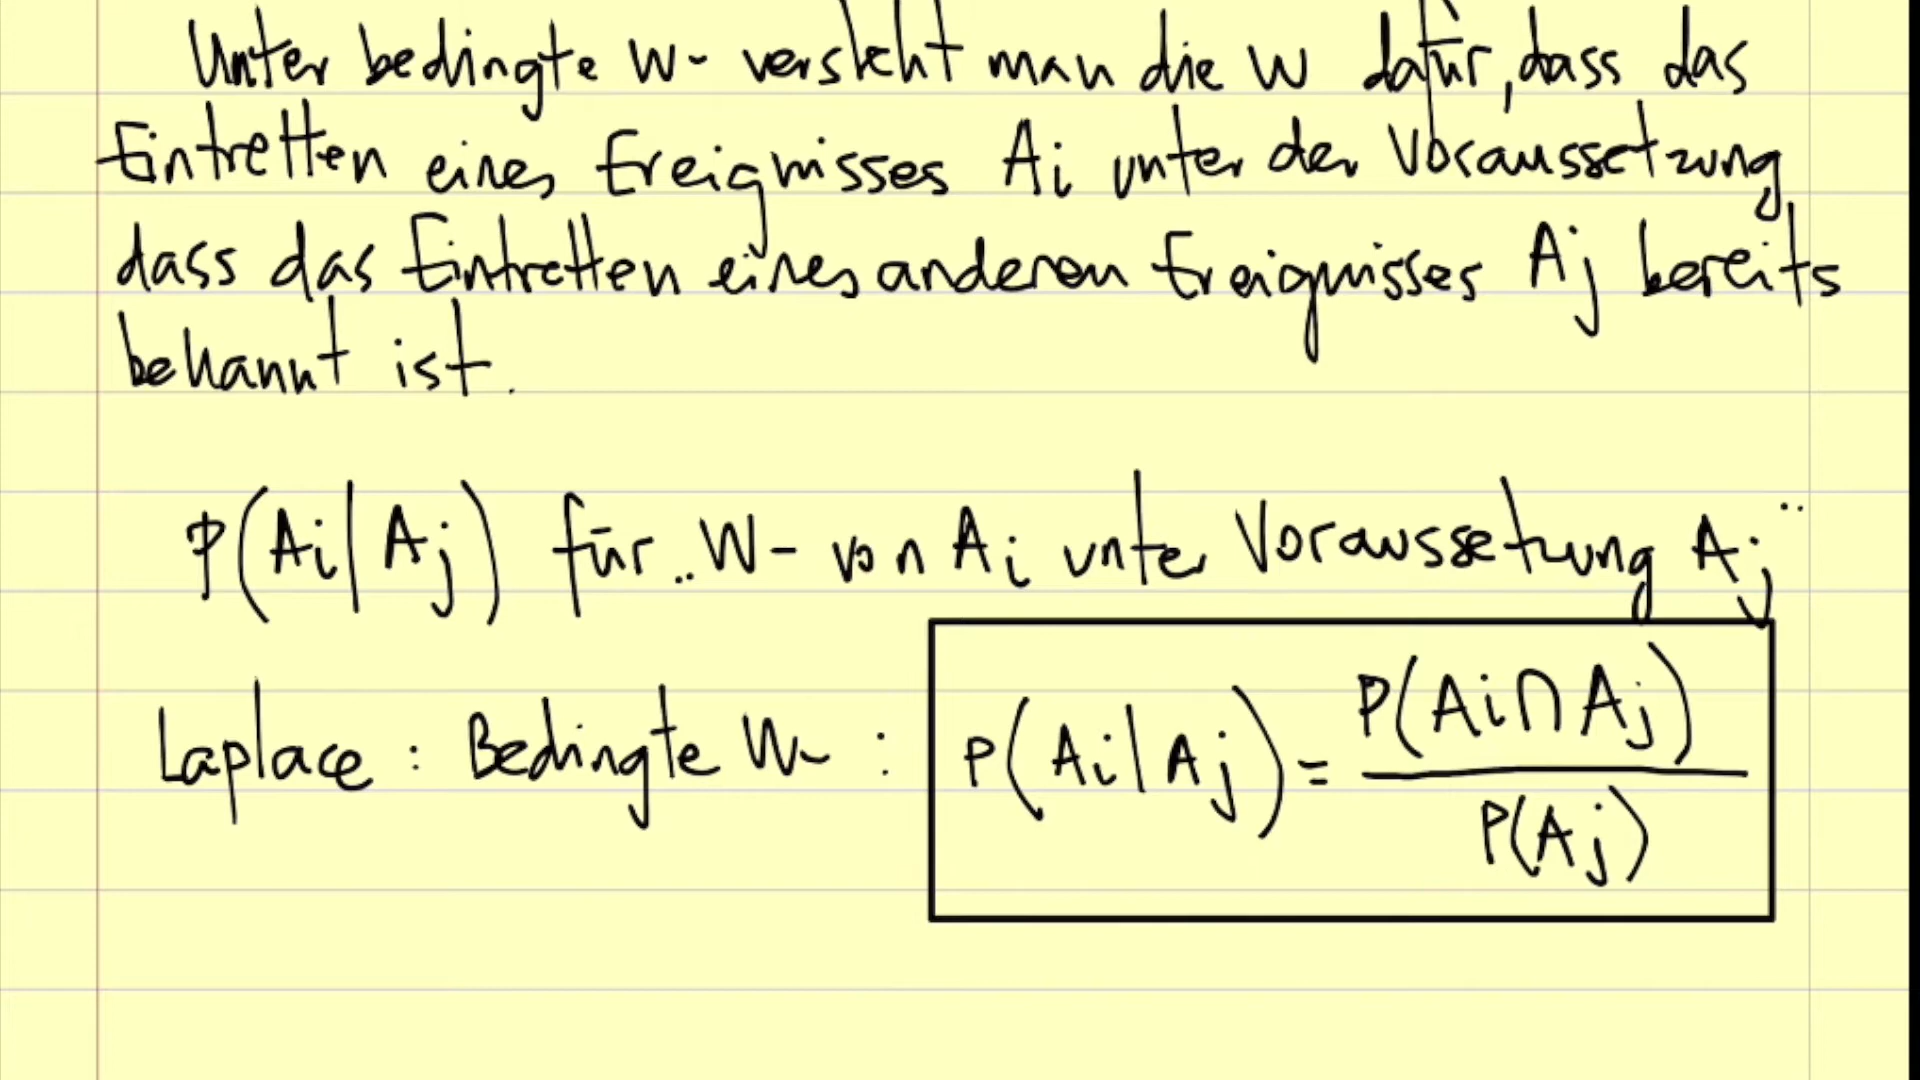 Unter bedingte W- versteht man die W dafür, dass das
Eintretten eines Ereignisses Ai unter der Voraussetzung
dass das Eintretten eines anderen Ereignisses Aj bereits
bekannt ist.
P(Ai|Aj) für „W- von Ai unter Voraussetzung Aj“
Laplace: Bedingte W-: P(Ai|Aj) = P(Ai∩Aj) / P(Aj)